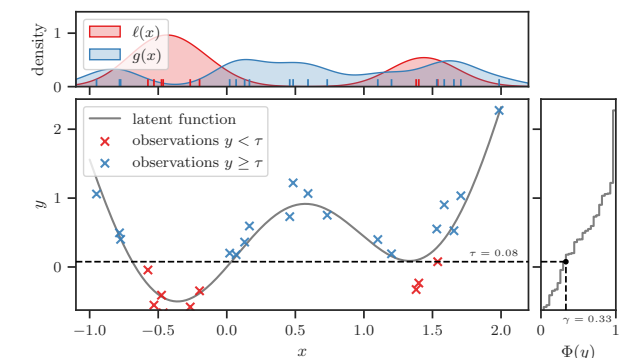 density
1
0
ℓ(x)
g(x)
y
2
1
0
latent function
observations y < τ
observations y ≥ τ
τ = 0.08
γ = 0.33
−1.0 −0.5 0.0 0.5 1.0 1.5 2.0
x
0 1
Φ(y)